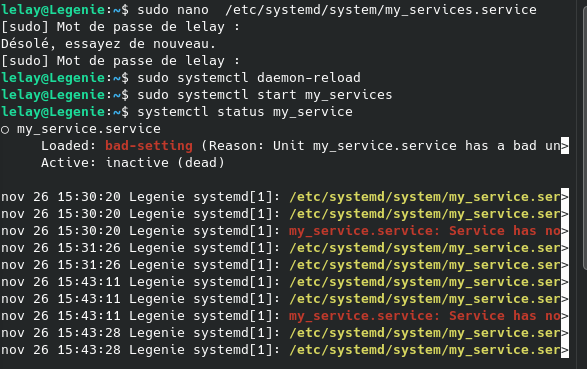 lelay@Legenie:~$ sudo nano  /etc/systemd/system/my_services.service
[sudo] Mot de passe de lelay :
Désolé, essayez de nouveau.
[sudo] Mot de passe de lelay :
lelay@Legenie:~$ sudo systemctl daemon-reload
lelay@Legenie:~$ sudo systemctl start my_services
lelay@Legenie:~$ systemctl status my_service
○ my_service.service
     Loaded: bad-setting (Reason: Unit my_service.service has a bad un>
     Active: inactive (dead)

nov 26 15:30:20 Legenie systemd[1]: /etc/systemd/system/my_service.ser>
nov 26 15:30:20 Legenie systemd[1]: /etc/systemd/system/my_service.ser>
nov 26 15:30:20 Legenie systemd[1]: my_service.service: Service has no>
nov 26 15:31:26 Legenie systemd[1]: /etc/systemd/system/my_service.ser>
nov 26 15:31:26 Legenie systemd[1]: /etc/systemd/system/my_service.ser>
nov 26 15:43:11 Legenie systemd[1]: /etc/systemd/system/my_service.ser>
nov 26 15:43:11 Legenie systemd[1]: /etc/systemd/system/my_service.ser>
nov 26 15:43:11 Legenie systemd[1]: my_service.service: Service has no>
nov 26 15:43:28 Legenie systemd[1]: /etc/systemd/system/my_service.ser>
nov 26 15:43:28 Legenie systemd[1]: /etc/systemd/system/my_service.ser>